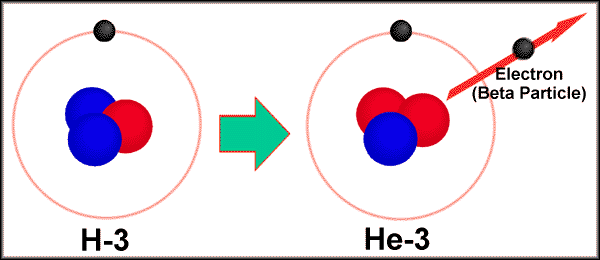 Electron
(Beta Particle)
H-3
He-3